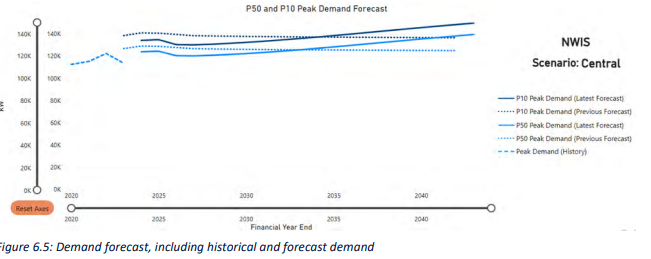 P50 and P10 Peak Demand Forecast
140K 140K
120K 120K
100K 100K
80K 80K
60K 60K
40K 40K
20K 20K
0K 0K
kW
2020 2025 2030 2035 2040
Reset Axes
2020 2025 2030 2035 2040
Financial Year End
NWIS
Scenario: Central
P10 Peak Demand (Latest Forecast)
P10 Peak Demand (Previous Forecast)
P50 Peak Demand (Latest Forecast)
P50 Peak Demand (Previous Forecast)
Peak Demand (History)
Figure 6.5: Demand forecast, including historical and forecast demand